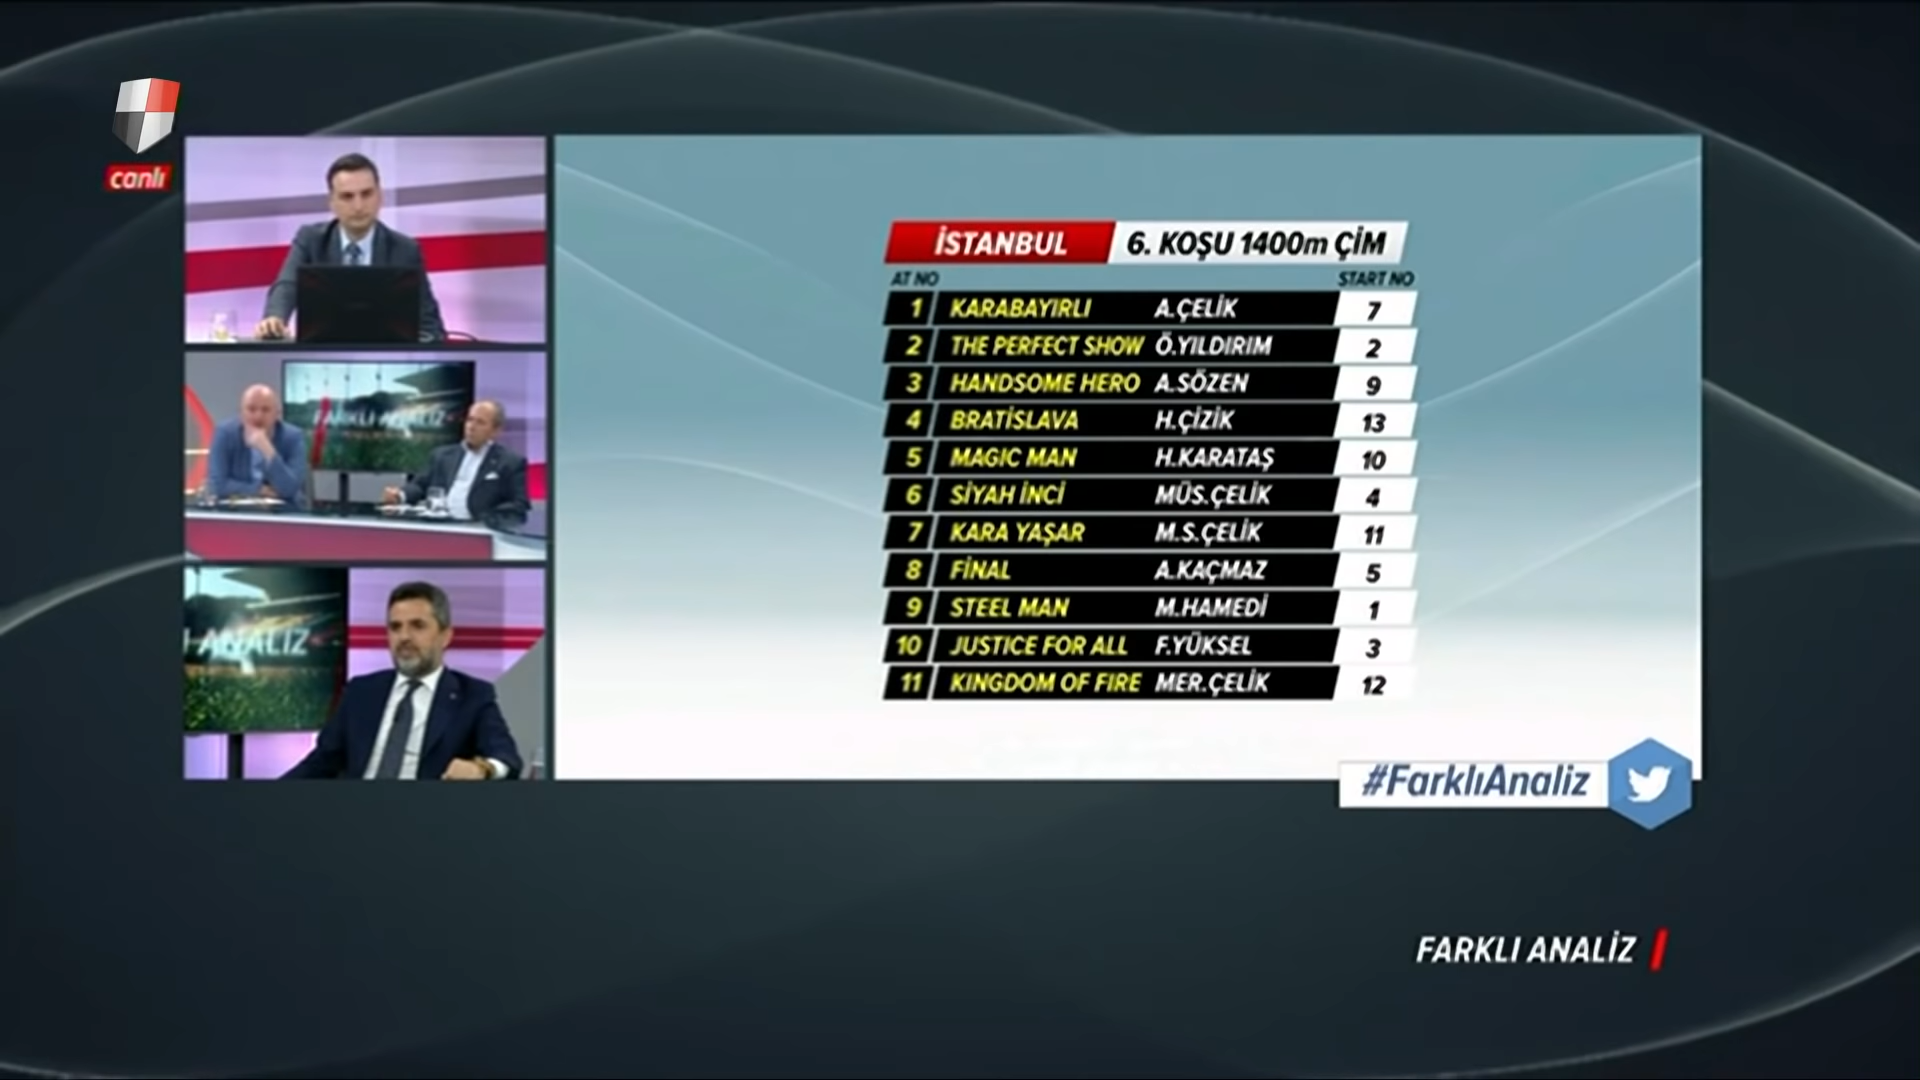 canlı
FARKLI ANALİZ
I ANALİZ
İSTANBUL 6. KOŞU 1400m ÇİM
AT NO START NO
1 KARABAYIRLI A.ÇELİK 7
2 THE PERFECT SHOW Ö.YILDIRIM 2
3 HANDSOME HERO A.SÖZEN 9
4 BRATİSLAVA H.ÇİZİK 13
5 MAGIC MAN H.KARATAŞ 10
6 SİYAH İNCİ MÜS.ÇELİK 4
7 KARA YAŞAR M.S.ÇELİK 11
8 FİNAL A.KAÇMAZ 5
9 STEEL MAN M.HAMEDİ 1
10 JUSTICE FOR ALL F.YÜKSEL 3
11 KINGDOM OF FIRE MER.ÇELİK 12
#FarklıAnaliz
FARKLI ANALİZ